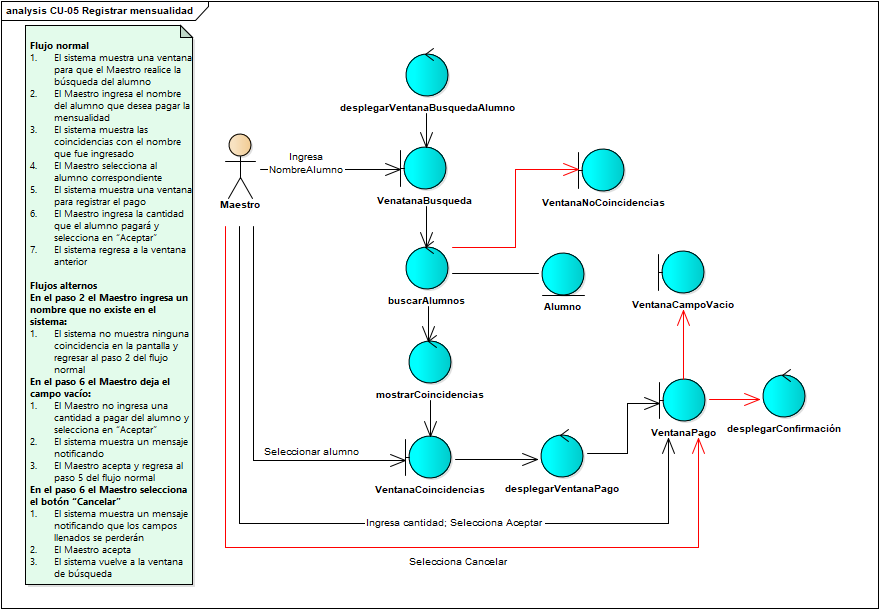 analysis CU-05 Registrar mensualidad
Flujo normal
1. El sistema muestra una ventana
para que el Maestro realice la
búsqueda del alumno
2. El Maestro ingresa el nombre
del alumno que desea pagar la
mensualidad
3. El sistema muestra las
coincidencias con el nombre
que fue ingresado
4. El Maestro selecciona al
alumno correspondiente
5. El sistema muestra una ventana
para registrar el pago
6. El Maestro ingresa la cantidad
que el alumno pagará y
selecciona en “Aceptar”
7. El sistema regresa a la ventana
anterior
Flujos alternos
En el paso 2 el Maestro ingresa un
nombre que no existe en el
sistema:
1. El sistema no muestra ninguna
coincidencia en la pantalla y
regresar al paso 2 del flujo
normal
En el paso 6 el Maestro deja el
campo vacío:
1. El Maestro no ingresa una
cantidad a pagar del alumno y
selecciona en “Aceptar”
2. El sistema muestra un mensaje
notificando
3. El Maestro acepta y regresa al
paso 5 del flujo normal
En el paso 6 el Maestro selecciona
el botón “Cancelar”
1. El sistema muestra un mensaje
notificando que los campos
llenados se perderán
2. El Maestro acepta
3. El sistema vuelve a la ventana
de búsqueda
desplegarVentanaBusquedaAlumno
Ingresa
NombreAlumno
Maestro
VenatanaBusqueda
VentanaNoCoincidencias
buscarAlumnos
Alumno
VentanaCampoVacio
mostrarCoincidencias
VentanaPago
desplegarConfirmación
Seleccionar alumno
VentanaCoincidencias
desplegarVentanaPago
Ingresa cantidad; Selecciona Aceptar
Selecciona Cancelar